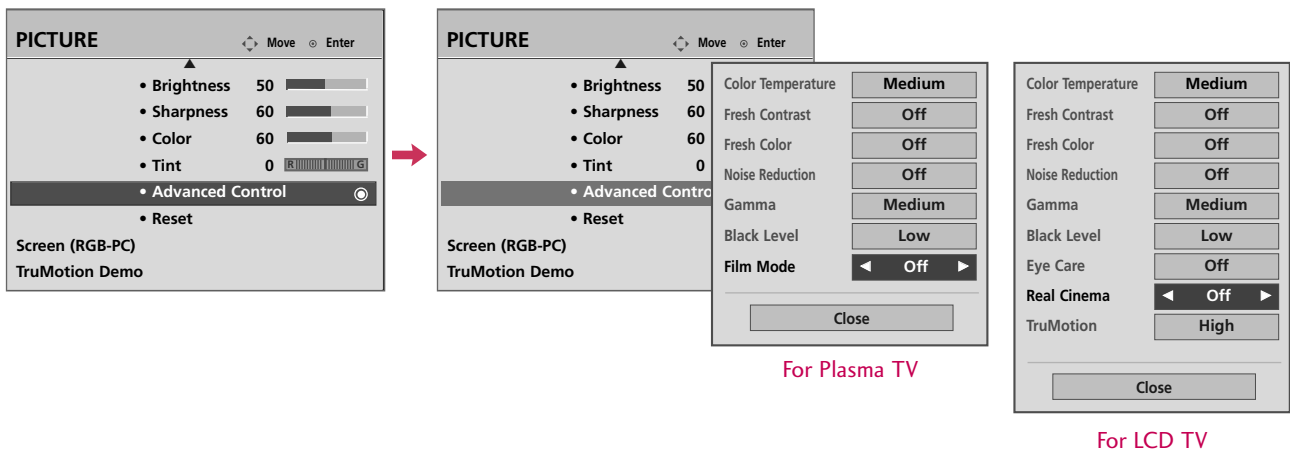 PICTURE
Move Enter
• Brightness 50
• Sharpness 60
• Color 60
• Tint 0 R G
• Advanced Control
• Reset
Screen (RGB-PC)
TruMotion Demo
PICTURE
Move Enter
• Brightness 50
• Sharpness 60
• Color 60
• Tint 0
• Advanced Contro
• Reset
Screen (RGB-PC)
TruMotion Demo
Color Temperature Medium
Fresh Contrast Off
Fresh Color Off
Noise Reduction Off
Gamma Medium
Black Level Low
Film Mode ◄ Off ►
Close
For Plasma TV
Color Temperature Medium
Fresh Contrast Off
Fresh Color Off
Noise Reduction Off
Gamma Medium
Black Level Low
Eye Care Off
Real Cinema ◄ Off ►
TruMotion High
Close
For LCD TV